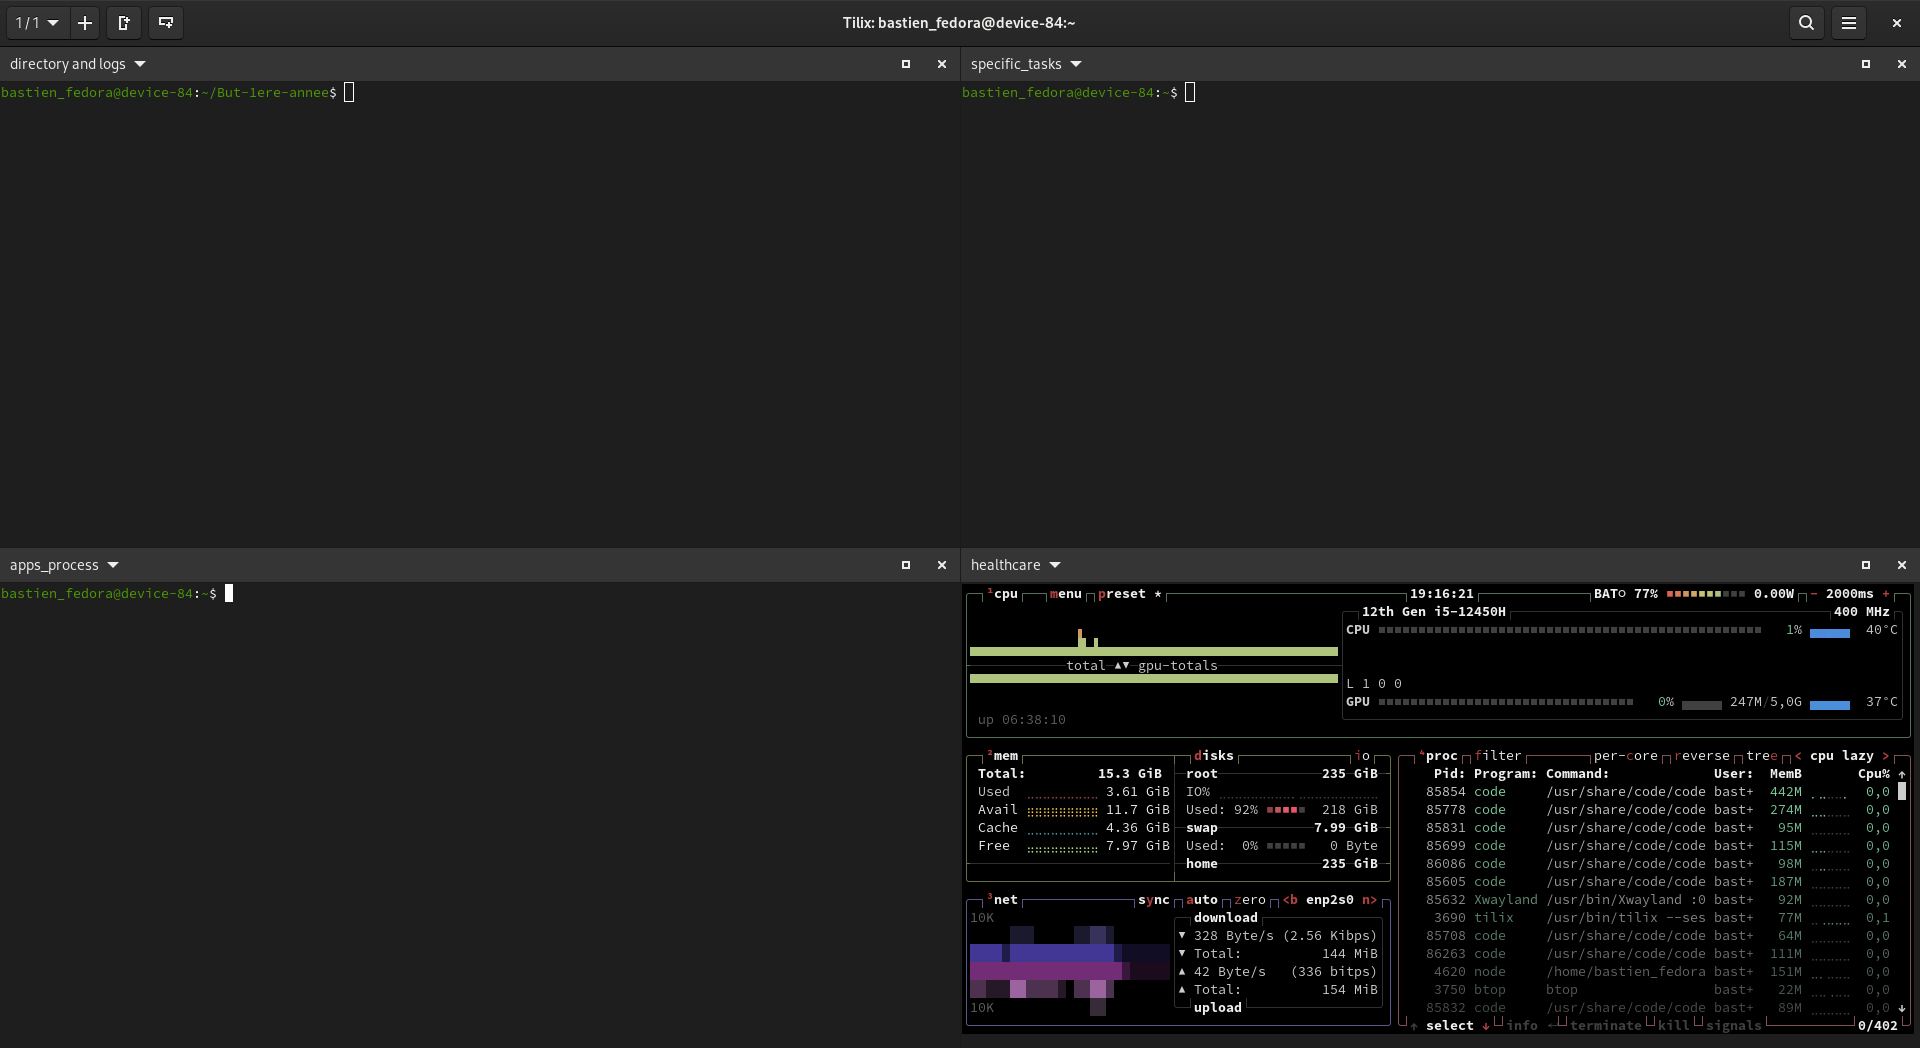 1 / 1
Tilix: bastien_fedora@device-84:~
directory and logs
bastien_fedora@device-84:~/But-1ere-annee$
specific_tasks
bastien_fedora@device-84:~$
apps_process
bastien_fedora@device-84:~$
healthcare
¹cpu menu preset * 19:16:21 BAT○ 77% 0.00W - 2000ms +
12th Gen i5-12450H 400 MHz
CPU 1% 40°C
total ▲▼ gpu-totals
L 1 0 0
GPU 0% 247M/5,0G 37°C
up 06:38:10
²mem
Total: 15.3 GiB
Used 3.61 GiB
Avail 11.7 GiB
Cache 4.36 GiB
Free 7.97 GiB
disks io
root 235 GiB
IO%
Used: 92% 218 GiB
swap 7.99 GiB
Used: 0% 0 Byte
home 235 GiB
³net sync auto zero <b enp2s0 n>
10K
10K
download
▼ 328 Byte/s (2.56 Kibps)
▼ Total: 144 MiB
▲ 42 Byte/s (336 bitps)
▲ Total: 154 MiB
upload
⁴proc filter per-core reverse tree < cpu lazy >
Pid: Program: Command: User: MemB Cpu% ↑
85854 code /usr/share/code/code bast+ 442M 0,0
85778 code /usr/share/code/code bast+ 274M 0,0
85831 code /usr/share/code/code bast+ 95M 0,0
85699 code /usr/share/code/code bast+ 115M 0,0
86086 code /usr/share/code/code bast+ 98M 0,0
85605 code /usr/share/code/code bast+ 187M 0,0
85632 Xwayland /usr/bin/Xwayland :0 bast+ 92M 0,0
3690 tilix /usr/bin/tilix --ses bast+ 77M 0,1
85708 code /usr/share/code/code bast+ 64M 0,0
86263 code /usr/share/code/code bast+ 111M 0,0
4620 node /home/bastien_fedora bast+ 151M 0,0
3750 btop btop bast+ 22M 0,0
85832 code /usr/share/code/code bast+ 89M 0,0 ↓
↑ select ↓ info ← terminate kill signals 0/402